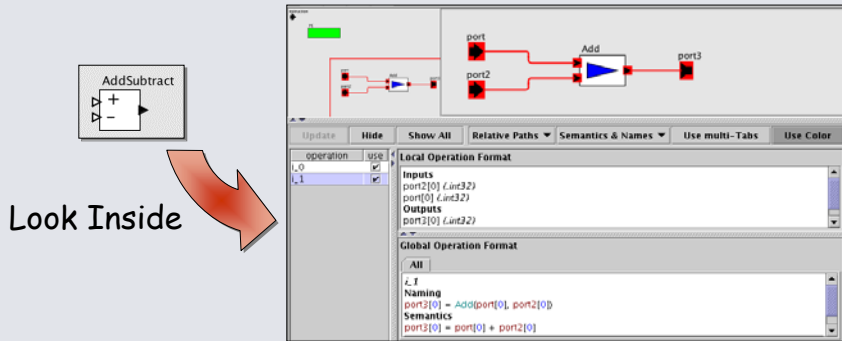 AddSubtract
+
−
Look Inside
port
Add
port3
port2
Update Hide Show All Relative Paths Semantics & Names Use multi-Tabs Use Color
operation use
i_0
i_1
Local Operation Format
Inputs
port2[0] (.int32)
port[0] (.int32)
Outputs
port3[0] (.int32)
Global Operation Format
All
i_1
Naming
port3[0] = Add(port[0], port2[0])
Semantics
port3[0] = port[0] + port2[0]